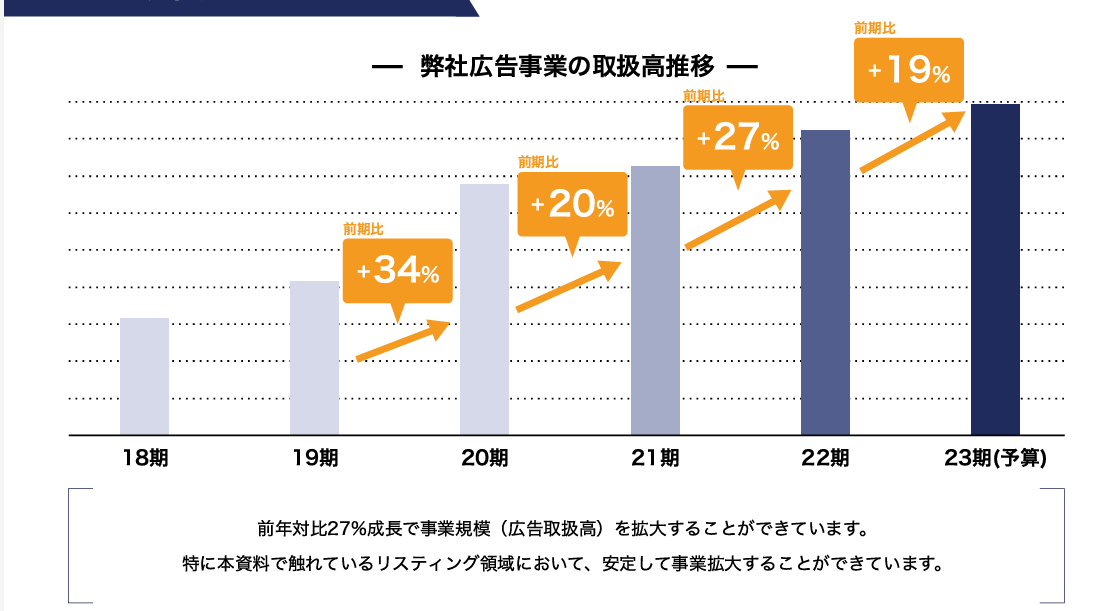 弊社広告事業の取扱高推移
前期比
+34%
前期比
+20%
前期比
+27%
前期比
+19%
18期
19期
20期
21期
22期
23期(予算)
前年対比27%成長で事業規模（広告取扱高）を拡大することができています。
特に本資料で触れているリスティング領域において、安定して事業拡大することができています。